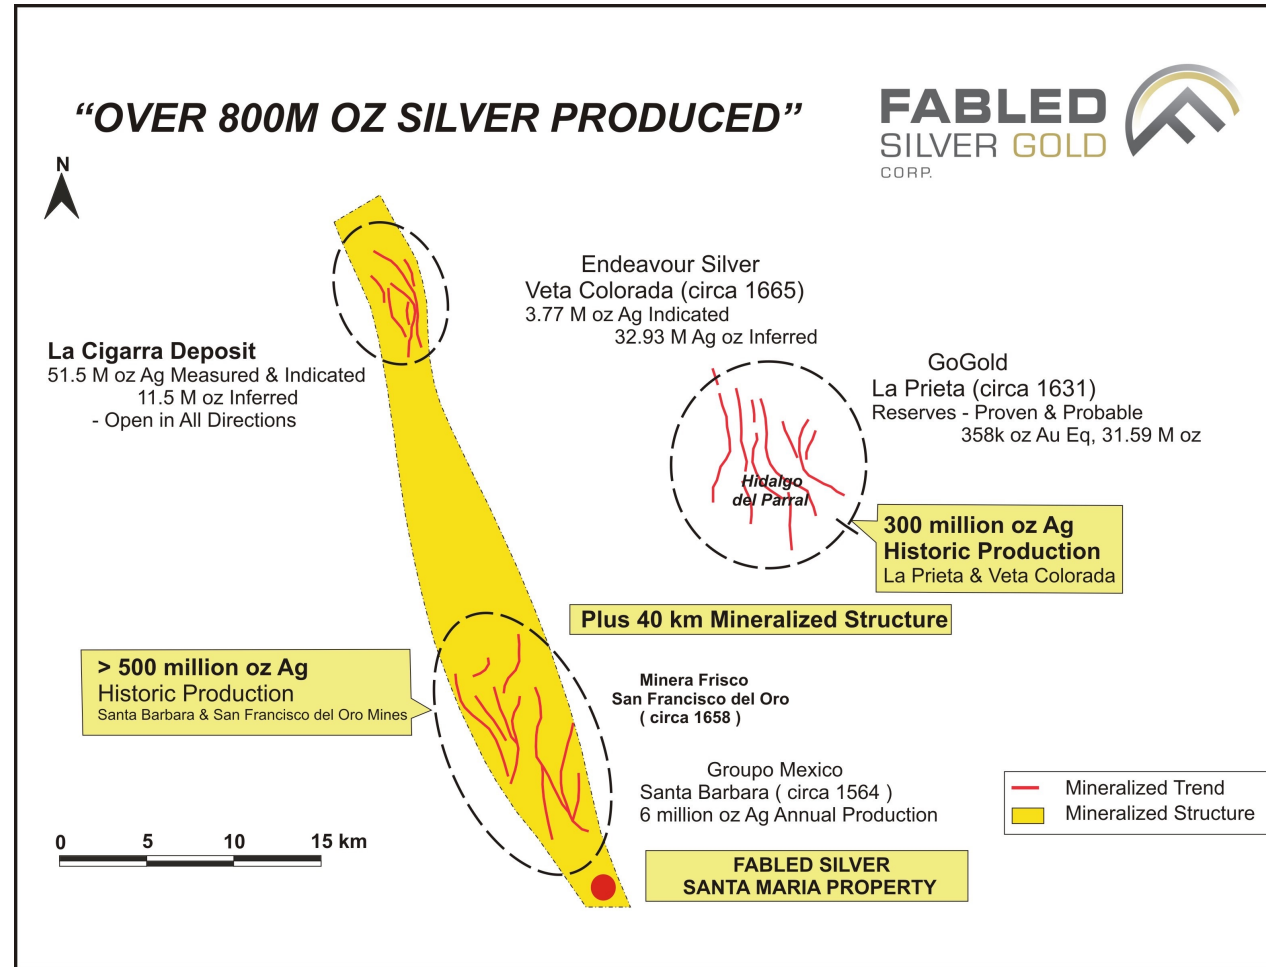 “OVER 800M OZ SILVER PRODUCED”
FABLED
SILVER GOLD
CORP.
N
Endeavour Silver
Veta Colorada (circa 1665)
3.77 M oz Ag Indicated
32.93 M Ag oz Inferred
La Cigarra Deposit
51.5 M oz Ag Measured & Indicated
11.5 M oz Inferred
- Open in All Directions
GoGold
La Prieta (circa 1631)
Reserves - Proven & Probable
358k oz Au Eq, 31.59 M oz
Hidalgo
del Parral
300 million oz Ag
Historic Production
La Prieta & Veta Colorada
Plus 40 km Mineralized Structure
> 500 million oz Ag
Historic Production
Santa Barbara & San Francisco del Oro Mines
Minera Frisco
San Francisco del Oro
( circa 1658 )
Groupo Mexico
Santa Barbara ( circa 1564 )
6 million oz Ag Annual Production
Mineralized Trend
Mineralized Structure
0 5 10 15 km
FABLED SILVER
SANTA MARIA PROPERTY